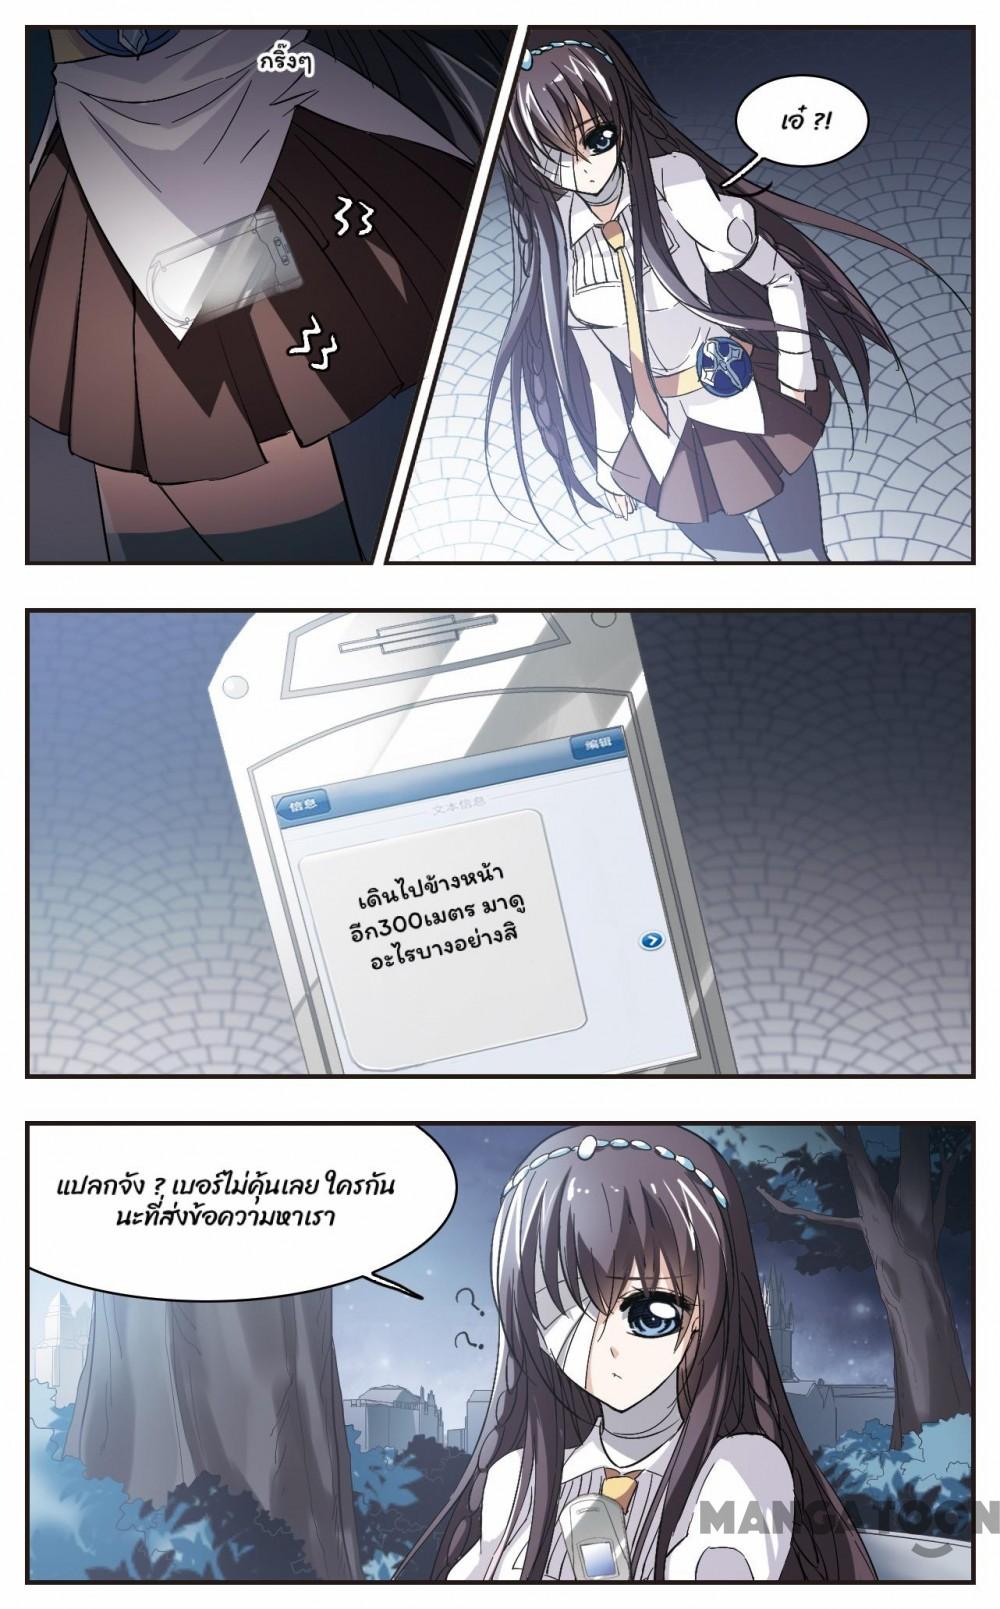 กริ๊งๆ
เอ๋ ?!
编辑
信息
文本信息
เดินไปข้างหน้า
อีก300เมตร มาดู
อะไรบางอย่างสิ
แปลกจัง ? เบอร์ไม่คุ้นเลย ใครกัน
นะที่ส่งข้อความหาเรา
? ?
MANGATOON